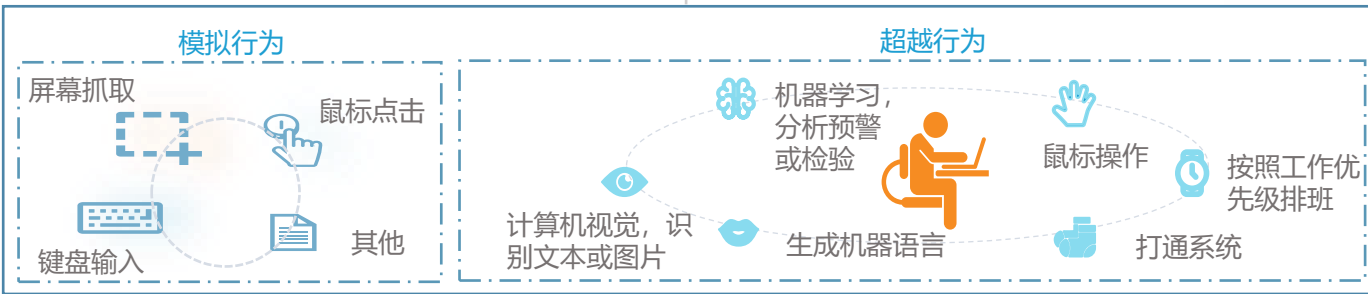 模拟行为
屏幕抓取
鼠标点击
键盘输入
其他
超越行为
机器学习，
分析预警
或检验
鼠标操作
按照工作优
先级排班
计算机视觉，识
别文本或图片
生成机器语言
打通系统